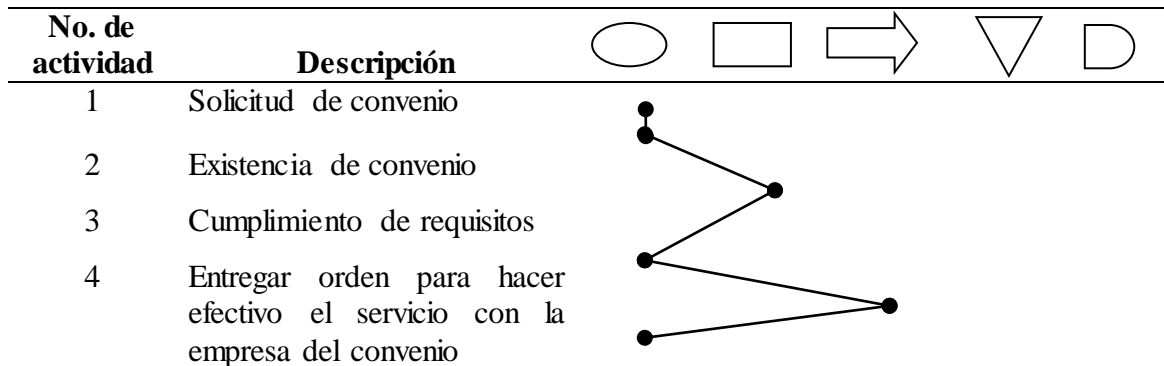 No. de
actividad Descripción
1 Solicitud de convenio
2 Existencia de convenio
3 Cumplimiento de requisitos
4 Entregar orden para hacer
efectivo el servicio con la
empresa del convenio